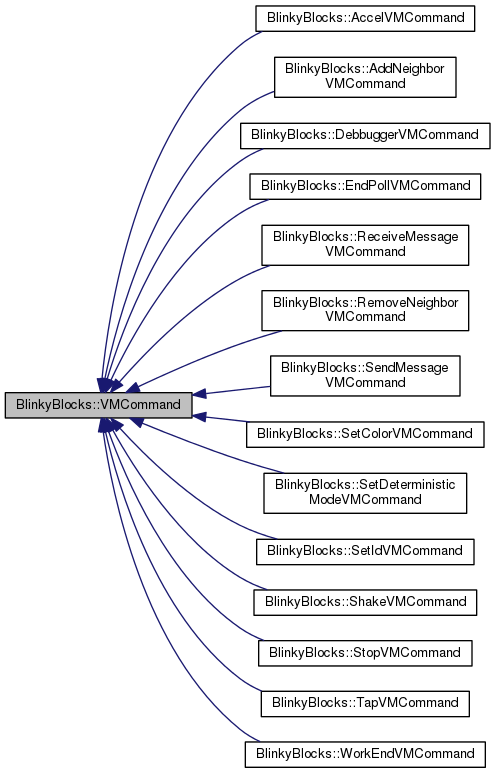 BlinkyBlocks::AccelVMCommand
BlinkyBlocks::AddNeighbor
VMCommand
BlinkyBlocks::DebbuggerVMCommand
BlinkyBlocks::EndPollVMCommand
BlinkyBlocks::ReceiveMessage
VMCommand
BlinkyBlocks::RemoveNeighbor
VMCommand
BlinkyBlocks::SendMessage
VMCommand
BlinkyBlocks::VMCommand
BlinkyBlocks::SetColorVMCommand
BlinkyBlocks::SetDeterministic
ModeVMCommand
BlinkyBlocks::SetIdVMCommand
BlinkyBlocks::ShakeVMCommand
BlinkyBlocks::StopVMCommand
BlinkyBlocks::TapVMCommand
BlinkyBlocks::WorkEndVMCommand